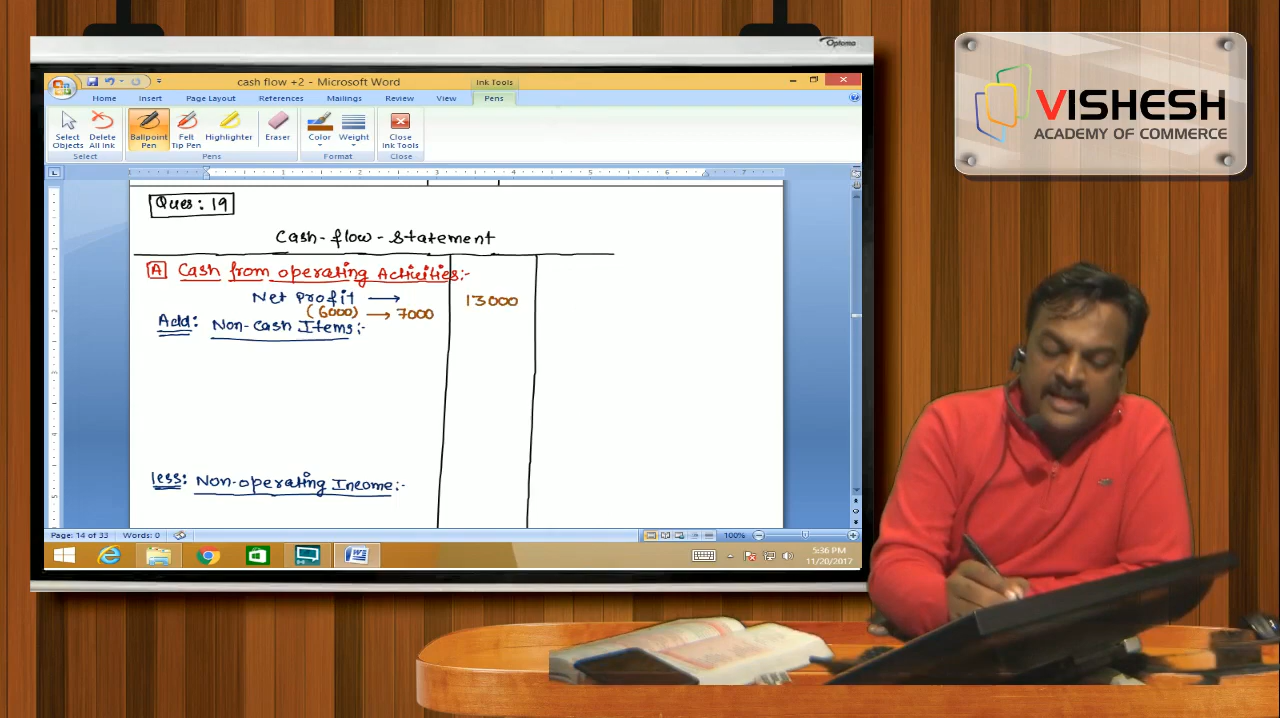 Optoma
cash flow +2 - Microsoft Word
Ink Tools
Home Insert Page Layout References Mailings Review View Pens
Select Objects
Delete All Ink
Ballpoint Pen
Felt Tip Pen
Highlighter
Eraser
Color
Weight
Close Ink Tools
Select Pens Format Close
Ques: 19
Cash-flow-Statement
A Cash from operating Activities:-
Net Profit → 13000
(6000) → 7000
Add: Non-Cash Items:-
Less: Non-operating Income:-
Page: 14 of 33 Words: 0
100%
5:36 PM
11/20/2017
VISHESH
ACADEMY OF COMMERCE